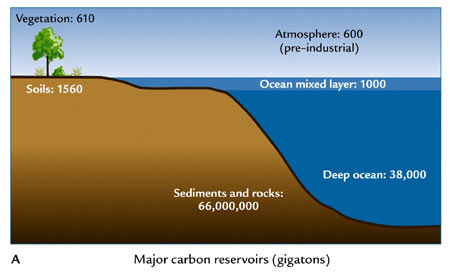 Vegetation: 610
Atmosphere: 600
(pre-industrial)
Soils: 1560
Ocean mixed layer: 1000
Deep ocean: 38,000
Sediments and rocks:
66,000,000
A
Major carbon reservoirs (gigatons)